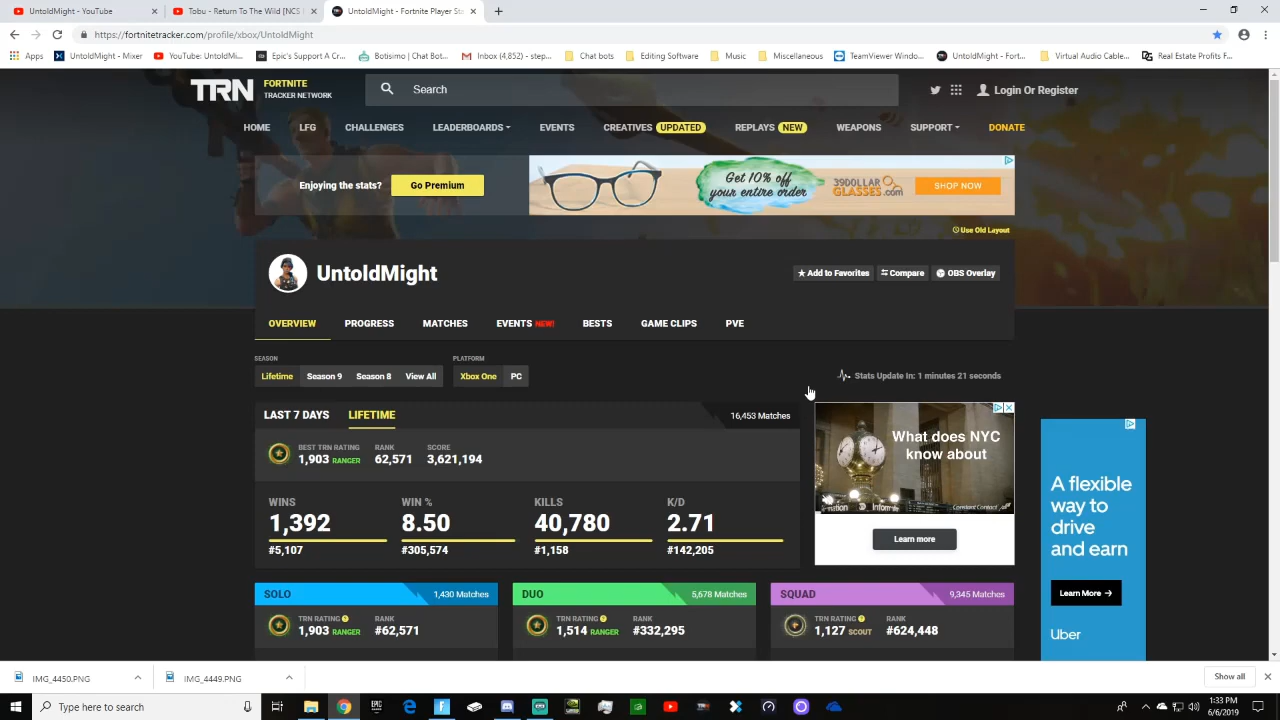 UntoldMight - YouTube
TRN - Return To The Wild [NCS
UntoldMight - Fortnite Player Sta
https://fortnitetracker.com/profile/xbox/UntoldMight
Apps
UntoldMight - Mixer
YouTube: UntoldMi...
Epic's Support A Cr...
Botisimo | Chat Bot...
Inbox (4,852) - step...
Chat bots
Editing Software
Music
Miscellaneous
TeamViewer Windo...
UntoldMight - Fort...
Virtual Audio Cable...
Real Estate Profits F...
TRN FORTNITE
TRACKER NETWORK
Search
Login Or Register
HOME LFG CHALLENGES LEADERBOARDS EVENTS CREATIVES UPDATED REPLAYS NEW WEAPONS SUPPORT DONATE
Enjoying the stats? Go Premium
Get 10% off
your entire order
39DOLLAR
GLASSES.com
SHOP NOW
Use Old Layout
UntoldMight
Add to Favorites Compare OBS Overlay
OVERVIEW PROGRESS MATCHES EVENTS NEW! BESTS GAME CLIPS PVE
SEASON PLATFORM
Lifetime Season 9 Season 8 View All Xbox One PC
Stats Update In: 1 minutes 21 seconds
LAST 7 DAYS LIFETIME 16,453 Matches
BEST TRN RATING RANK SCORE
1,903 RANGER 62,571 3,621,194
WINS WIN % KILLS K/D
1,392 8.50 40,780 2.71
#5,107 #305,574 #1,158 #142,205
What does NYC
know about
Constant Contact
Learn more
A flexible
way to
drive
and earn
Learn More →
Uber
SOLO 1,430 Matches
TRN RATING RANK
1,903 RANGER #62,571
DUO 5,678 Matches
TRN RATING RANK
1,514 RANGER #332,295
SQUAD 9,345 Matches
TRN RATING RANK
1,127 SCOUT #624,448
IMG_4450.PNG
IMG_4449.PNG
Show all
Type here to search
EPIC
1:33 PM
6/6/2019